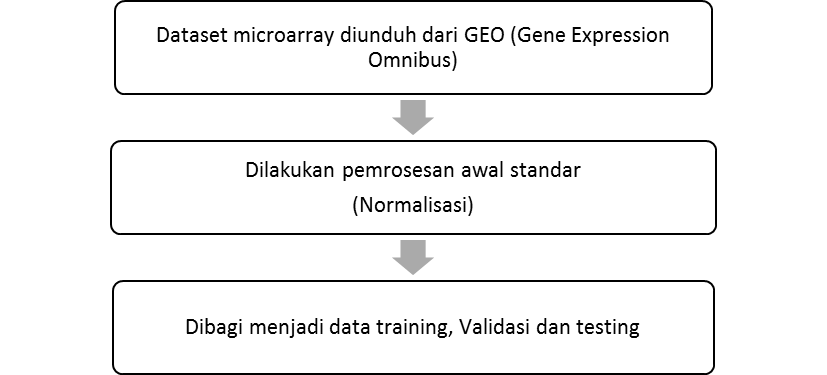 Dataset microarray diunduh dari GEO (Gene Expression
Omnibus)
Dilakukan pemrosesan awal standar
(Normalisasi)
Dibagi menjadi data training, Validasi dan testing